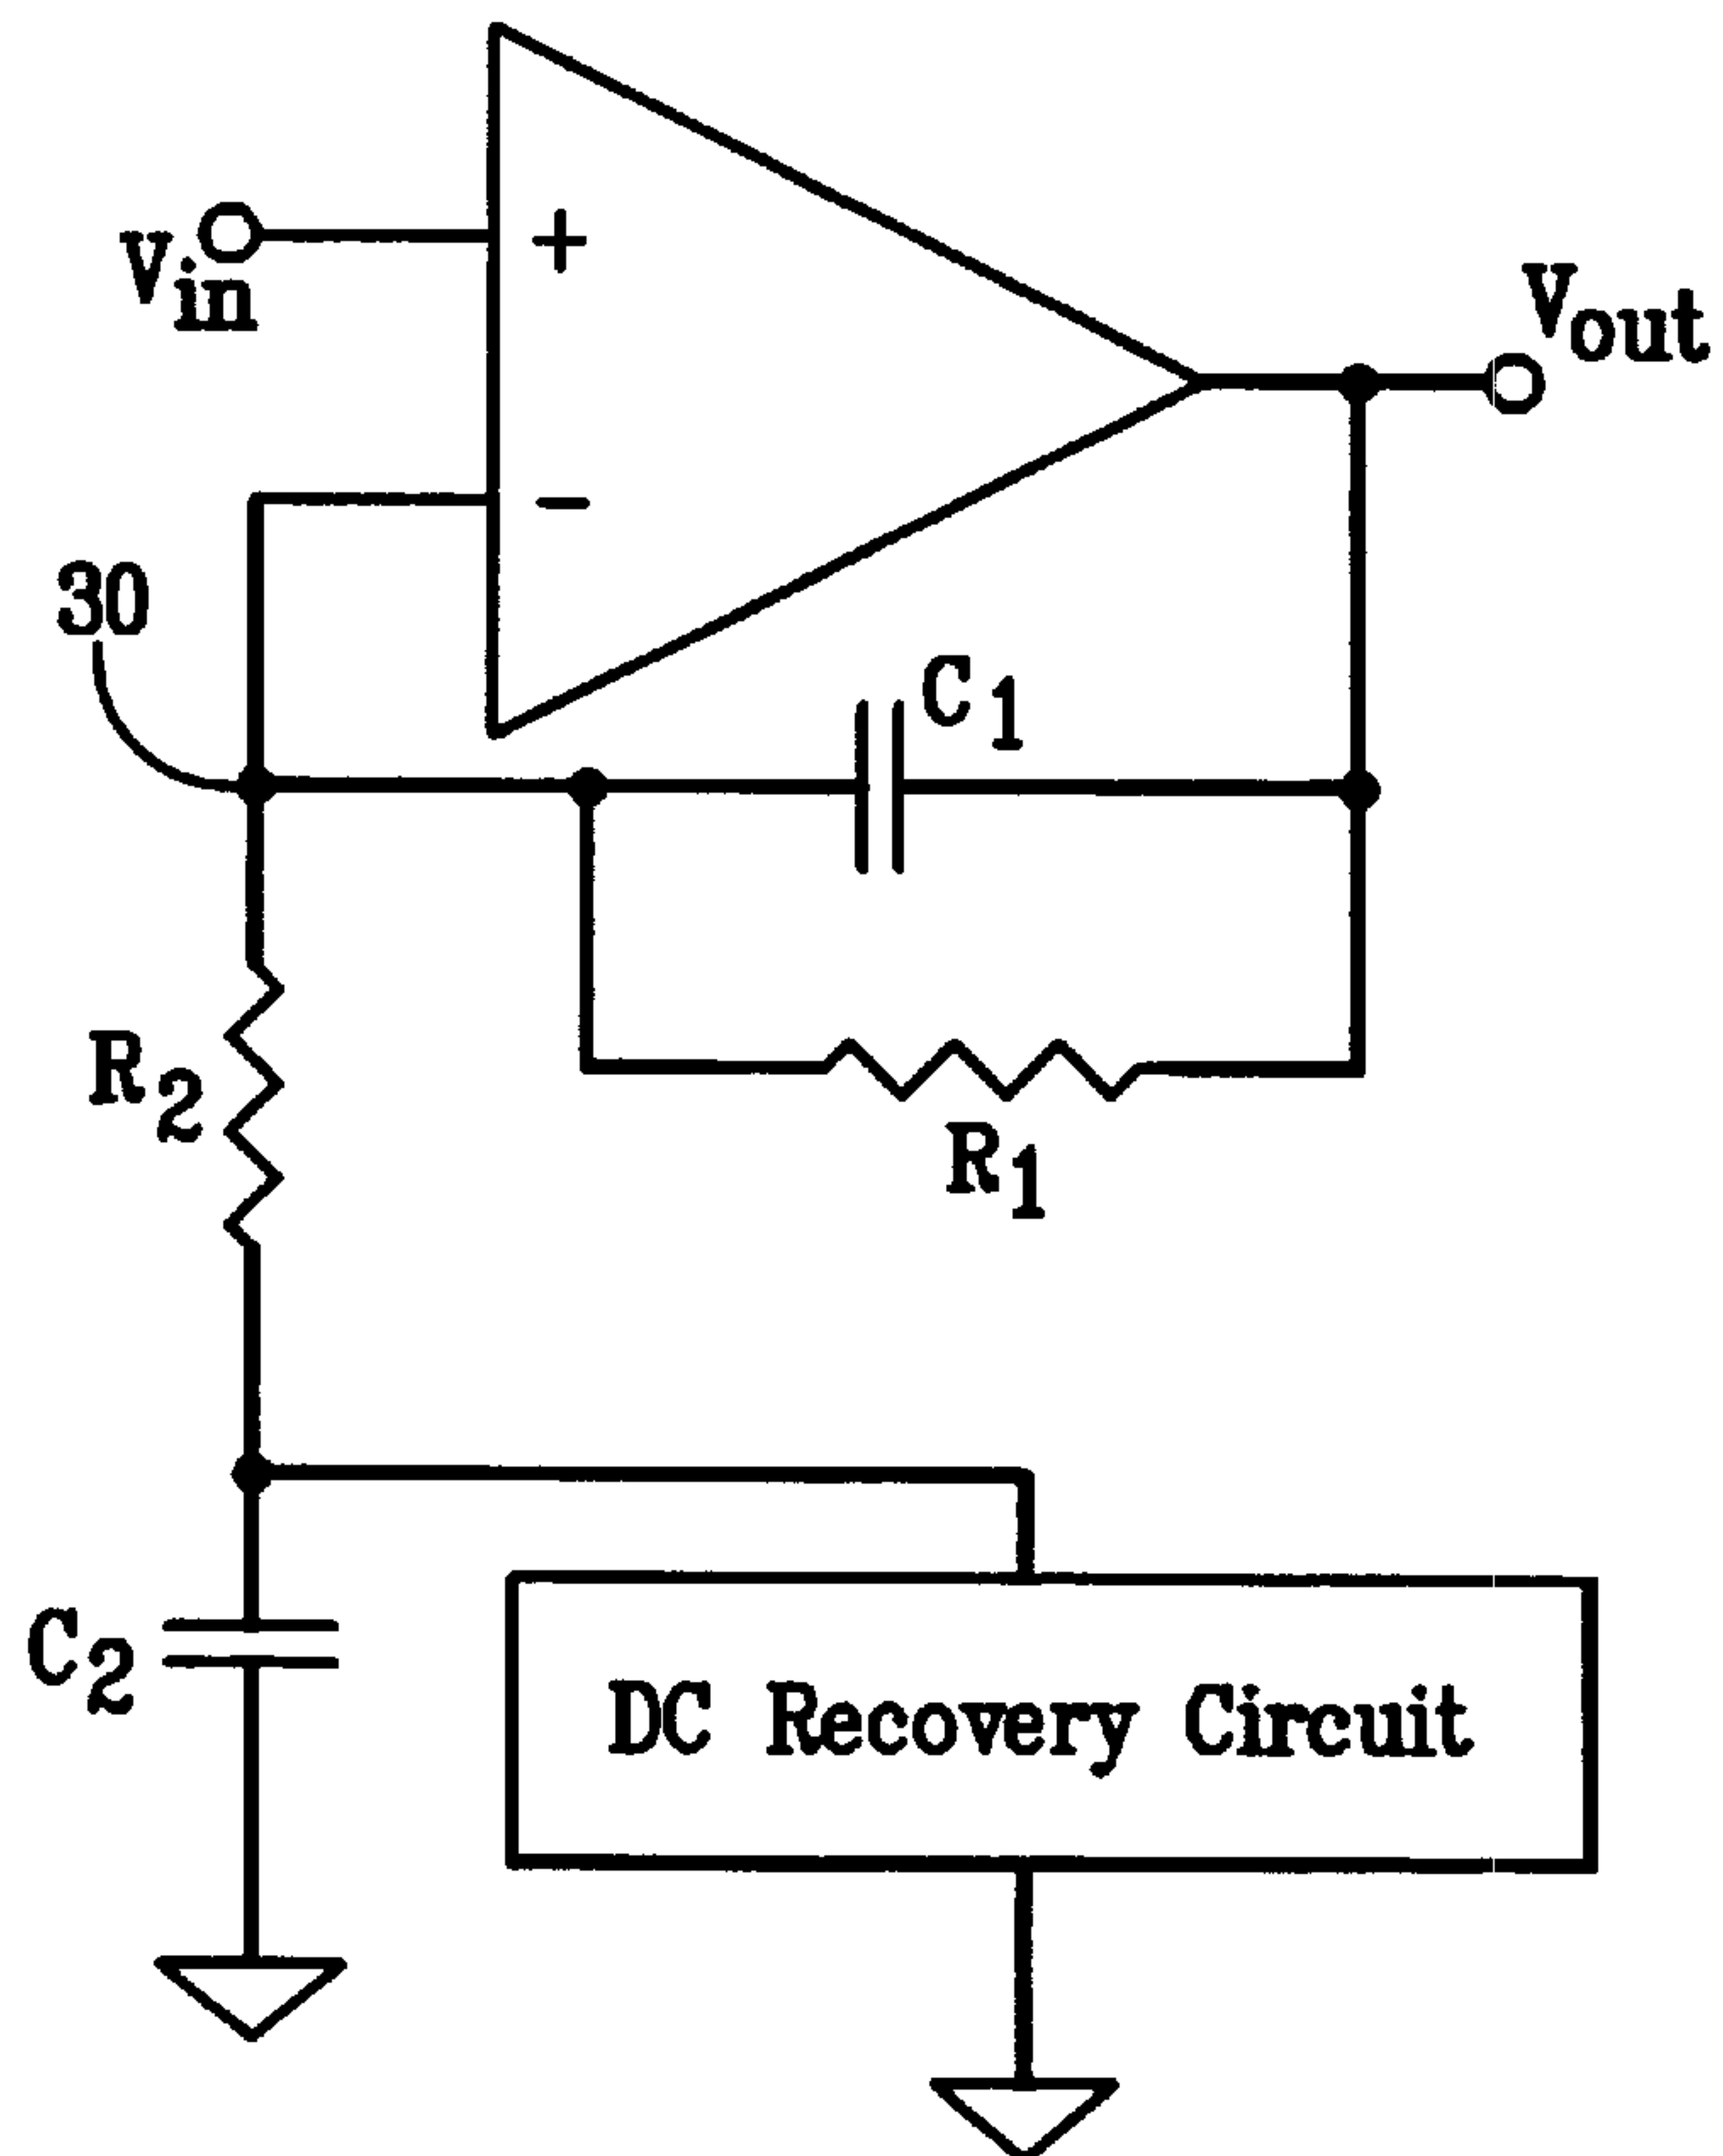 Vin
+
Vout
-
30
C1
R2
R1
C2
DC Recovery Circuit